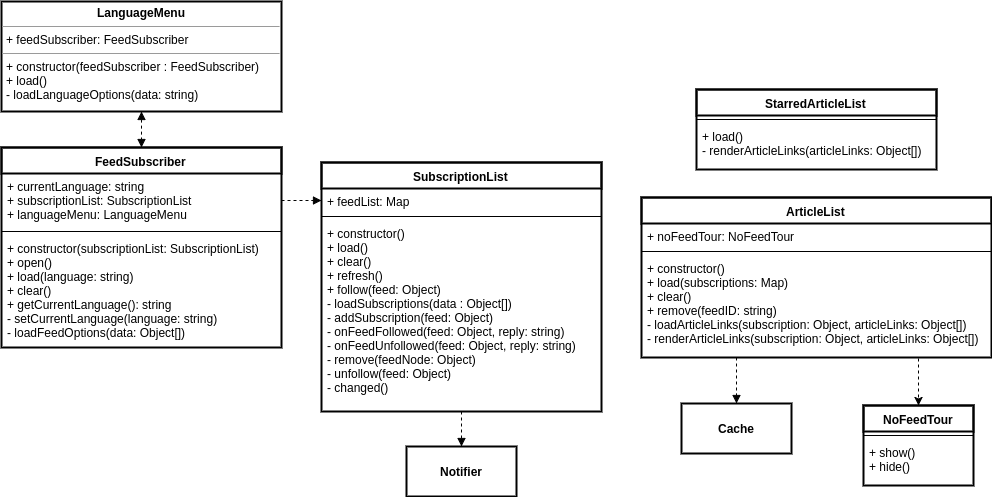 LanguageMenu
+ feedSubscriber: FeedSubscriber
+ constructor(feedSubscriber : FeedSubscriber)
+ load()
- loadLanguageOptions(data: string)
FeedSubscriber
+ currentLanguage: string
+ subscriptionList: SubscriptionList
+ languageMenu: LanguageMenu
+ constructor(subscriptionList: SubscriptionList)
+ open()
+ load(language: string)
+ clear()
+ getCurrentLanguage(): string
- setCurrentLanguage(language: string)
- loadFeedOptions(data: Object[])
SubscriptionList
+ feedList: Map
+ constructor()
+ load()
+ clear()
+ refresh()
+ follow(feed: Object)
- loadSubscriptions(data : Object[])
- addSubscription(feed: Object)
- onFeedFollowed(feed: Object, reply: string)
- onFeedUnfollowed(feed: Object, reply: string)
- remove(feedNode: Object)
- unfollow(feed: Object)
- changed()
Notifier
StarredArticleList
+ load()
- renderArticleLinks(articleLinks: Object[])
ArticleList
+ noFeedTour: NoFeedTour
+ constructor()
+ load(subscriptions: Map)
+ clear()
+ remove(feedID: string)
- loadArticleLinks(subscription: Object, articleLinks: Object[])
- renderArticleLinks(subscription: Object, articleLinks: Object[])
Cache
NoFeedTour
+ show()
+ hide()